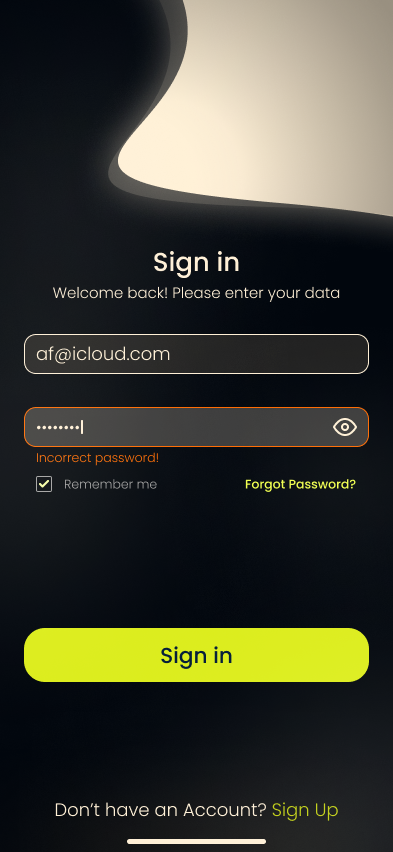 Sign in
Welcome back! Please enter your data
af@icloud.com
••••••••
Incorrect password!
Remember me Forgot Password?
Sign in
Don't have an Account? Sign Up